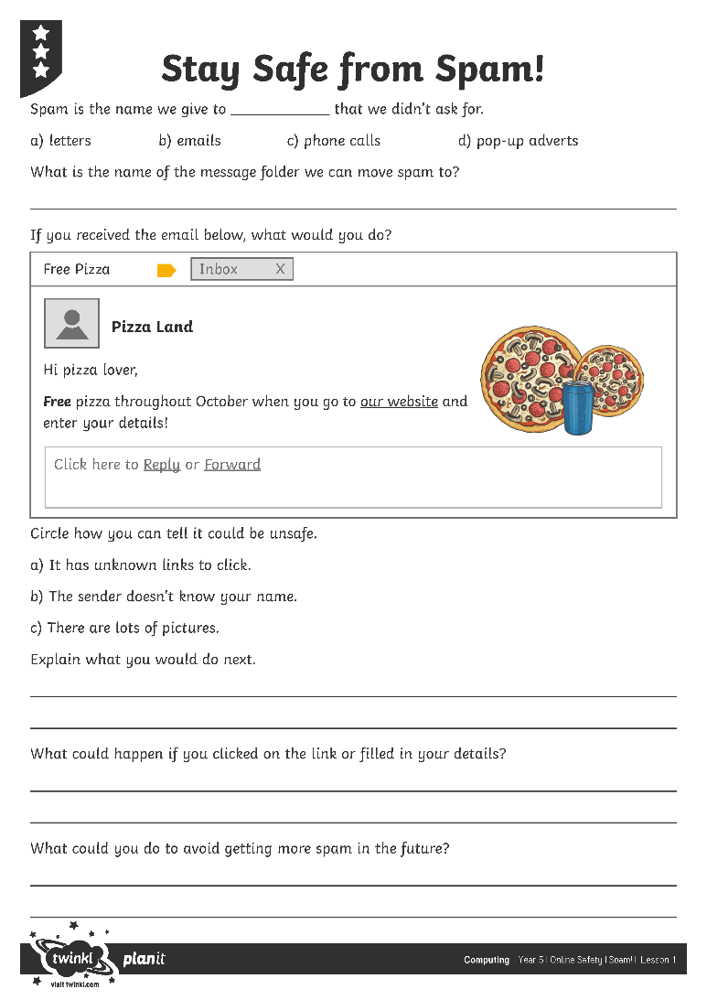 Stay Safe from Spam!
Spam is the name we give to ____________ that we didn't ask for.
a) letters b) emails c) phone calls d) pop-up adverts
What is the name of the message folder we can move spam to?
If you received the email below, what would you do?
Free Pizza Inbox X
Pizza Land
Hi pizza lover,
Free pizza throughout October when you go to our website and
enter your details!
Click here to Reply or Forward
Circle how you can tell it could be unsafe.
a) It has unknown links to click.
b) The sender doesn't know your name.
c) There are lots of pictures.
Explain what you would do next.
What could happen if you clicked on the link or filled in your details?
What could you do to avoid getting more spam in the future?
twinkl planit Computing Year 5 | Online Safety | Spam! | Lesson 1
visit twinkl.com